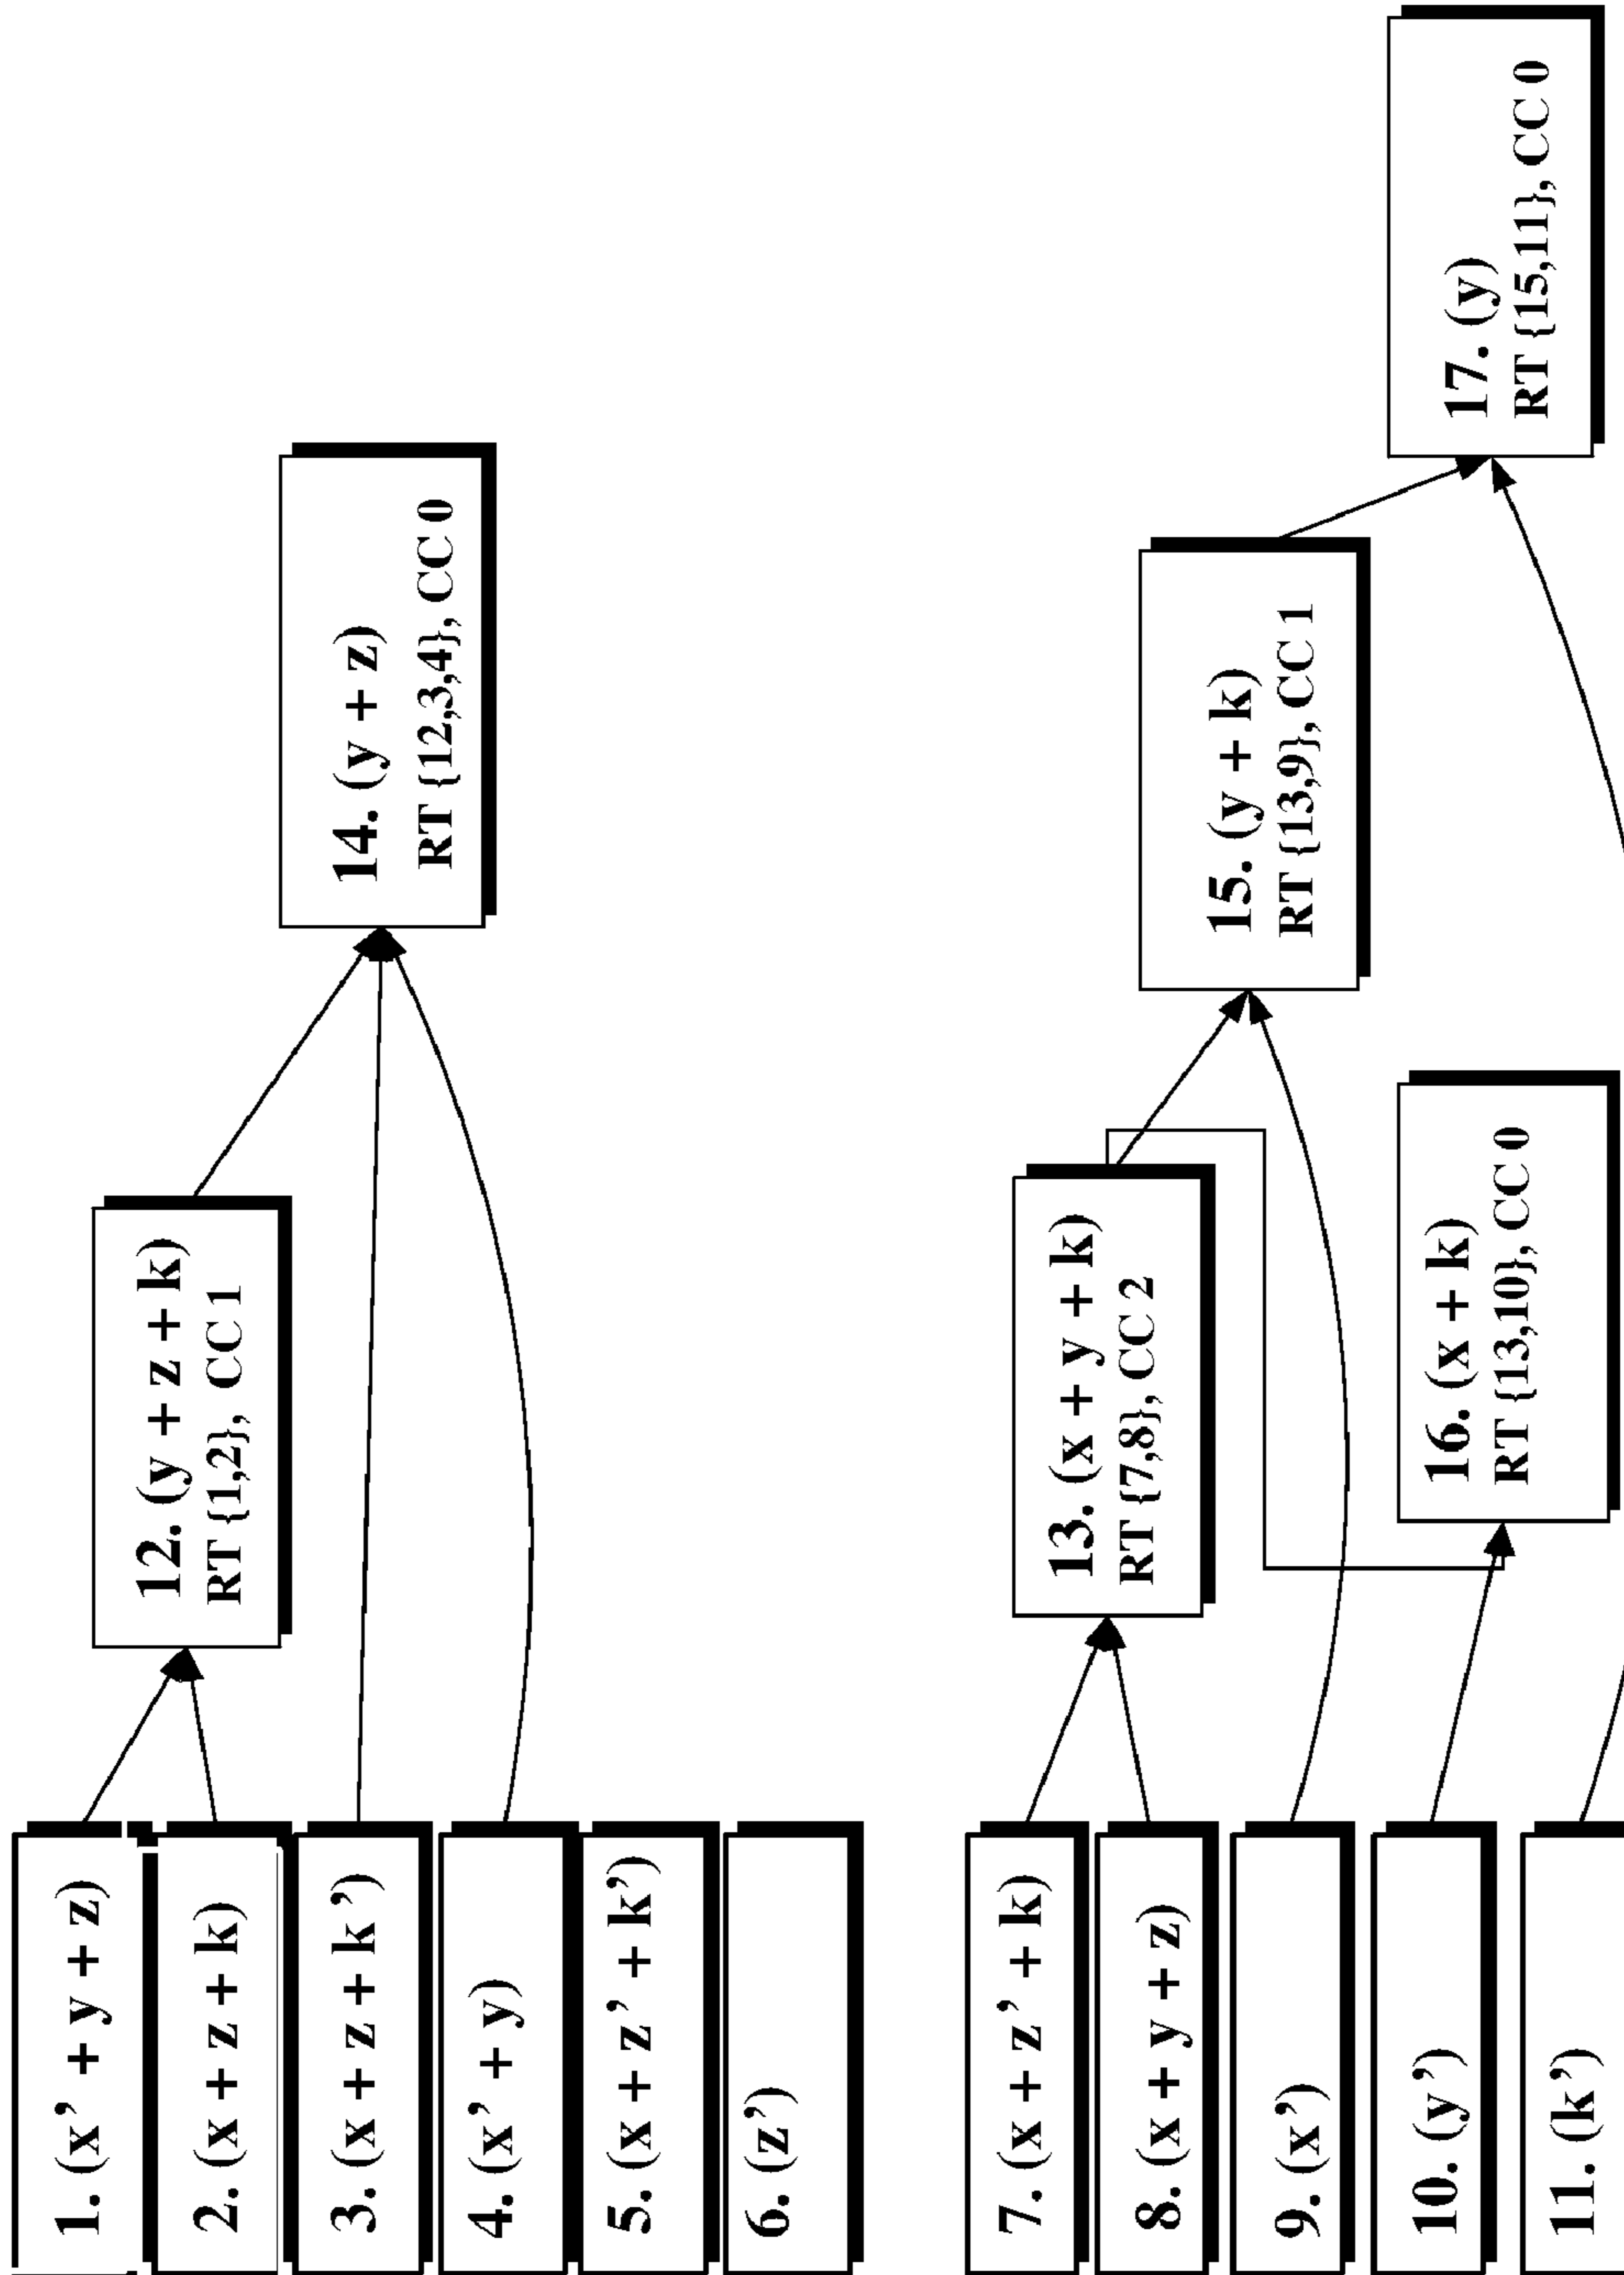 1. (x’ + y + z)
2. (x + z + k)
3. (x + z + k’)
4. (x’ + y)
5. (x + z’ + k’)
6. (z’)
7. (x + z’ + k)
8. (x + y + z)
9. (x’)
10. (y’)
11. (k’)
12. (y + z + k)
RT {1,2}, CC 1
13. (x + y + k)
RT {7,8}, CC 2
14. (y + z)
RT {12,3,4}, CC 0
15. (y + k)
RT {13,9}, CC 1
16. (x + k)
RT {13,10}, CC 0
17. (y)
RT {15,11}, CC 0